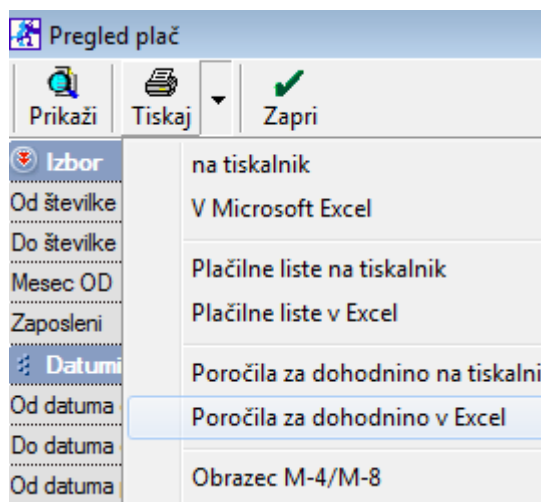 Pregled plač
Prikaži
Tiskaj
Zapri
Izbor
Od številke
Do številke
Mesec OD
Zaposleni
Datumi
Od datuma
Do datuma
Od datuma
na tiskalnik
V Microsoft Excel
Plačilne liste na tiskalnik
Plačilne liste v Excel
Poročila za dohodnino na tiskalni
Poročila za dohodnino v Excel
Obrazec M-4/M-8